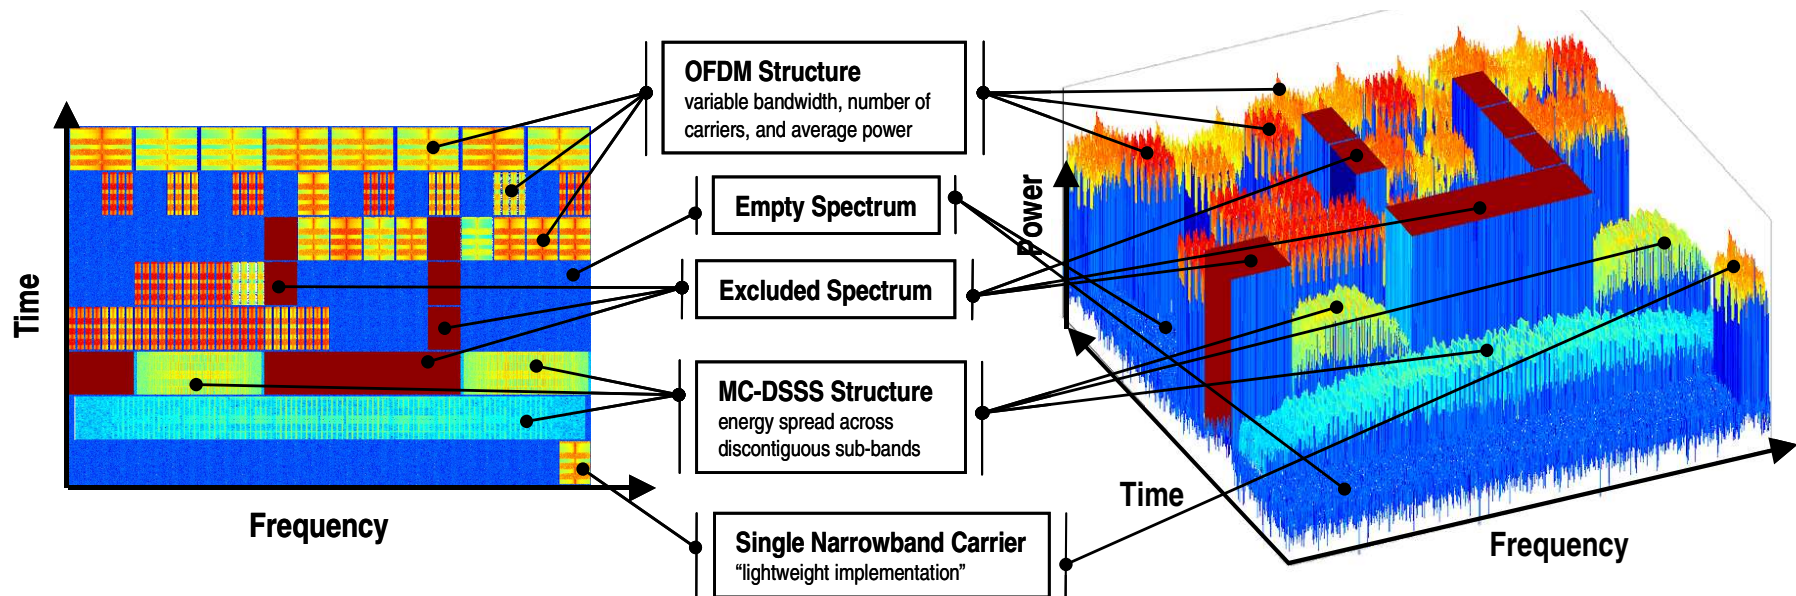 OFDM Structure
variable bandwidth, number of
carriers, and average power
Empty Spectrum
Excluded Spectrum
MC-DSSS Structure
energy spread across
discontiguous sub-bands
Single Narrowband Carrier
“lightweight implementation”
Time
Frequency
Power
Time
Frequency